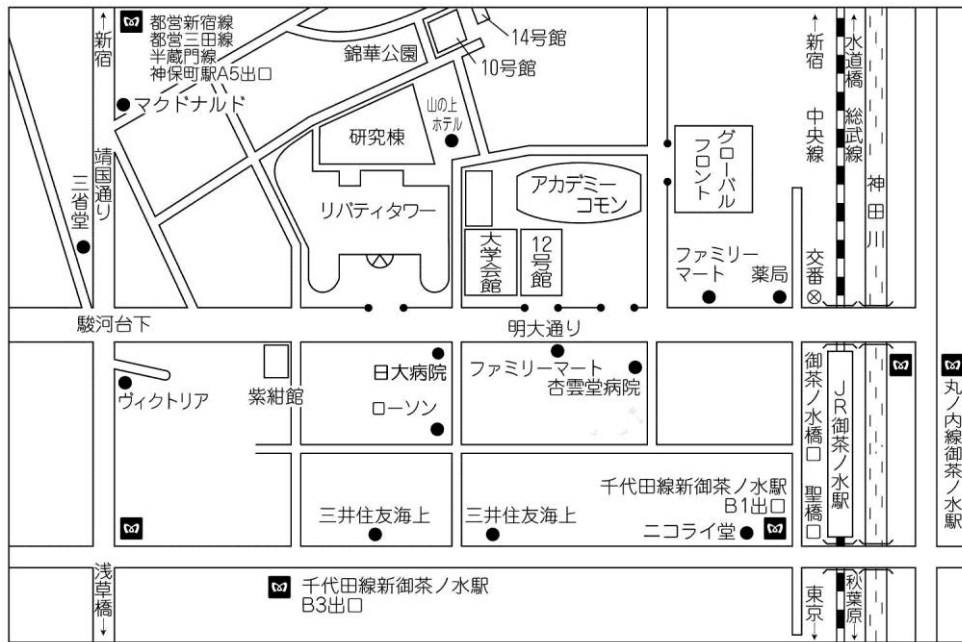 ←新宿
都営新宿線
都営三田線
半蔵門線
神保町駅A5出口
マクドナルド
靖国通り
三省堂
錦華公園
14号館
10号館
山の上
ホテル
研究棟
リバティタワー
アカデミー
コモン
大学会館
12号館
グローバル
フロント
ファミリー
マート
薬局
←新宿
中央線
←水道橋
総武線
神田川
交番
駿河台下
明大通り
ヴィクトリア
紫紺館
日大病院
ローソン
ファミリーマート
杏雲堂病院
御茶ノ水橋口
聖橋口
JR御茶ノ水駅
丸ノ内線御茶ノ水駅
三井住友海上
三井住友海上
千代田線新御茶ノ水駅
B1出口
ニコライ堂
浅草橋→
千代田線新御茶ノ水駅
B3出口
東京→
秋葉原→